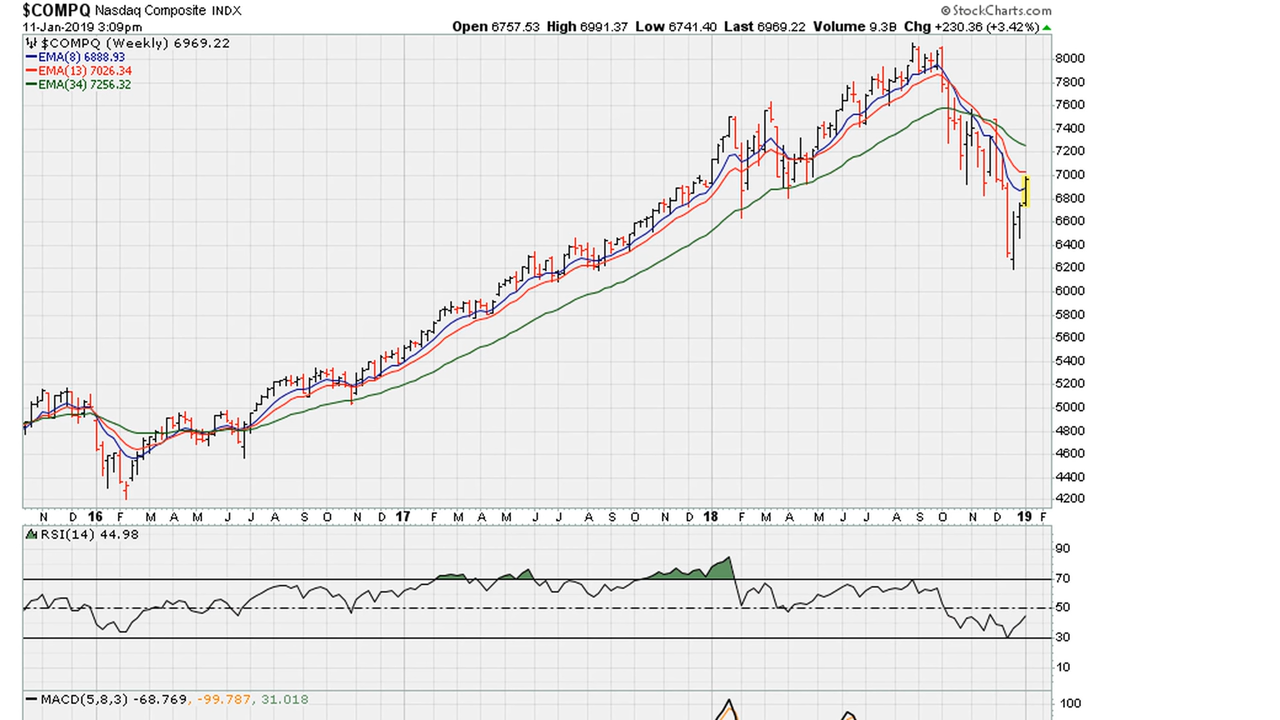 $COMPQ Nasdaq Composite INDX
© StockCharts.com
11-Jan-2019 3:09pm
Open 6757.53 High 6991.37 Low 6741.40 Last 6969.22 Volume 9.3B Chg +230.36 (+3.42%)
$COMPQ (Weekly) 6969.22
EMA(8) 6888.93
EMA(13) 7026.34
EMA(34) 7256.32
8000
7800
7600
7400
7200
7000
6800
6600
6400
6200
6000
5800
5600
5400
5200
5000
4800
4600
4400
4200
N D 16 F M A M J J A S O N D 17 F M A M J J A S O N D 18 F M A M J J A S O N D 19 F
RSI(14) 44.98
90
70
50
30
10
MACD(5,8,3) -68.769, -99.787, 31.018
100